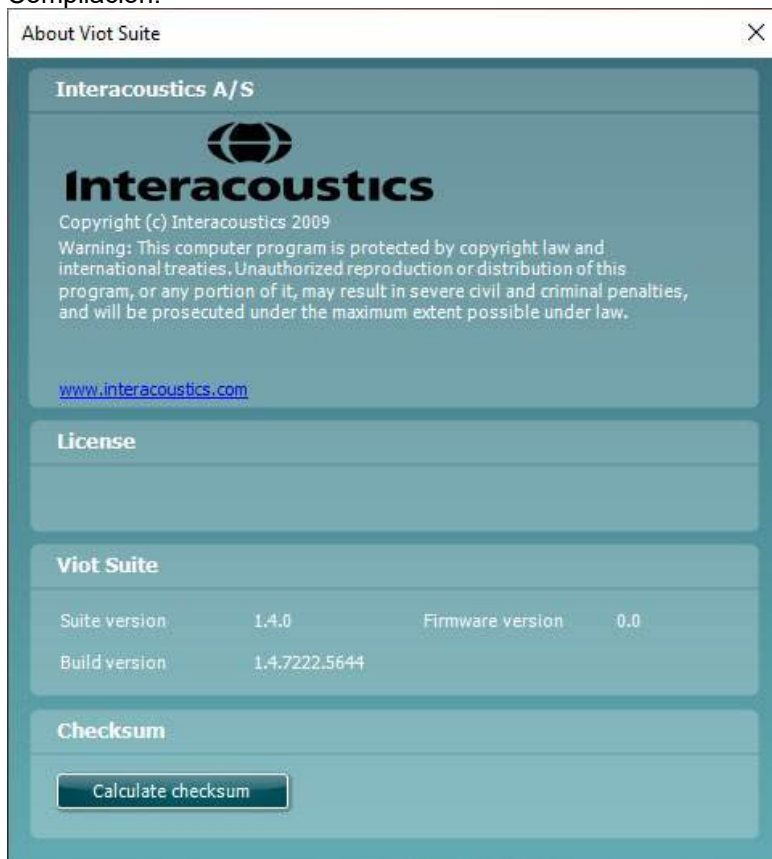 Compilación.
About Viot Suite
Interacoustics A/S
Interacoustics
Copyright (c) Interacoustics 2009
Warning: This computer program is protected by copyright law and
international treaties. Unauthorized reproduction or distribution of this
program, or any portion of it, may result in severe civil and criminal penalties,
and will be prosecuted under the maximum extent possible under law.
www.interacoustics.com
License
Viot Suite
Suite version 1.4.0 Firmware version 0.0
Build version 1.4.7222.5644
Checksum
Calculate checksum